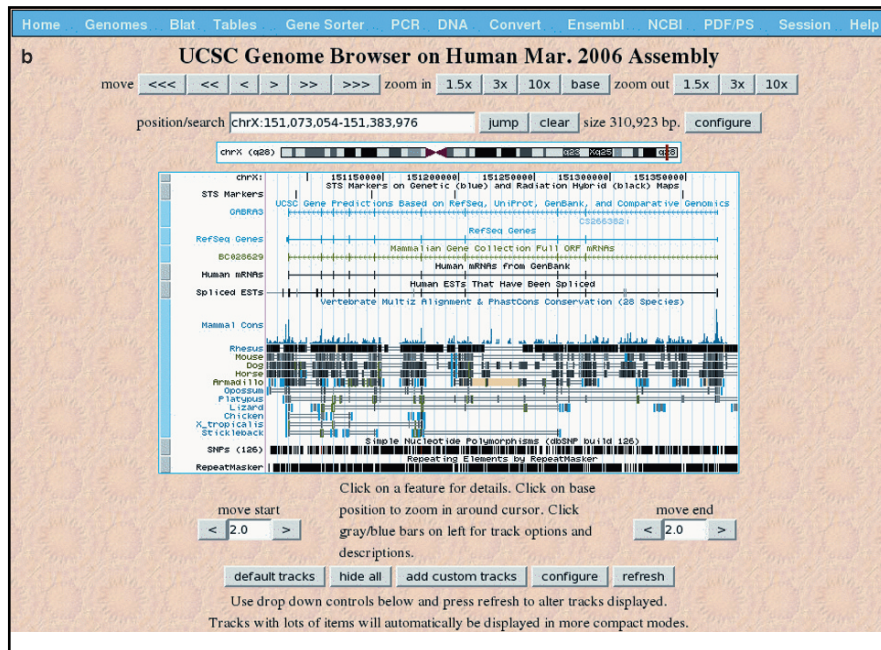 Home Genomes Blat Tables Gene Sorter PCR DNA Convert Ensembl NCBI PDF/PS Session Help
b
UCSC Genome Browser on Human Mar. 2006 Assembly
move <<< << < > >> >>> zoom in 1.5x 3x 10x base zoom out 1.5x 3x 10x
position/search chrX:151,073,054-151,383,976 jump clear size 310,923 bp. configure
chrX (q28) q23 Xq25 q28
chrX: 151150000 151200000 151250000 151300000 151350000
STS Markers on Genetic (blue) and Radiation Hybrid (black) Maps
STS Markers
UCSC Gene Predictions Based on RefSeq, UniProt, GenBank, and Comparative Genomics
GABRA3
RefSeq Genes
RefSeq Genes
Mammalian Gene Collection Full ORF mRNAs
BC028629
Human mRNAs from GenBank
Human mRNAs
Human ESTs That Have Been Spliced
Spliced ESTs
Vertebrate Multiz Alignment & PhastCons Conservation (28 Species)
Mammal Cons
Rhesus
Mouse
Dog
Horse
Armadillo
Opossum
Platypus
Lizard
Chicken
X_tropicalis
Stickleback
Simple Nucleotide Polymorphisms (dbSNP build 126)
SNPs (126)
Repeating Elements by RepeatMasker
RepeatMasker
Click on a feature for details. Click on base
move start position to zoom in around cursor. Click move end
< 2.0 > gray/blue bars on left for track options and < 2.0 >
descriptions.
default tracks hide all add custom tracks configure refresh
Use drop down controls below and press refresh to alter tracks displayed.
Tracks with lots of items will automatically be displayed in more compact modes.